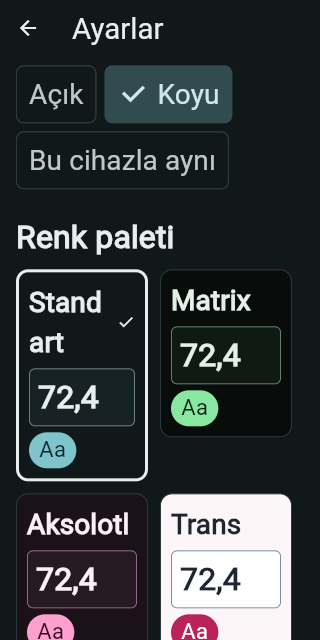 Ayarlar
Açık
Koyu
Bu cihazla aynı
Renk paleti
Stand
art
72,4
Aa
Matrix
72,4
Aa
Aksolotl
72,4
Aa
Trans
72,4
Aa